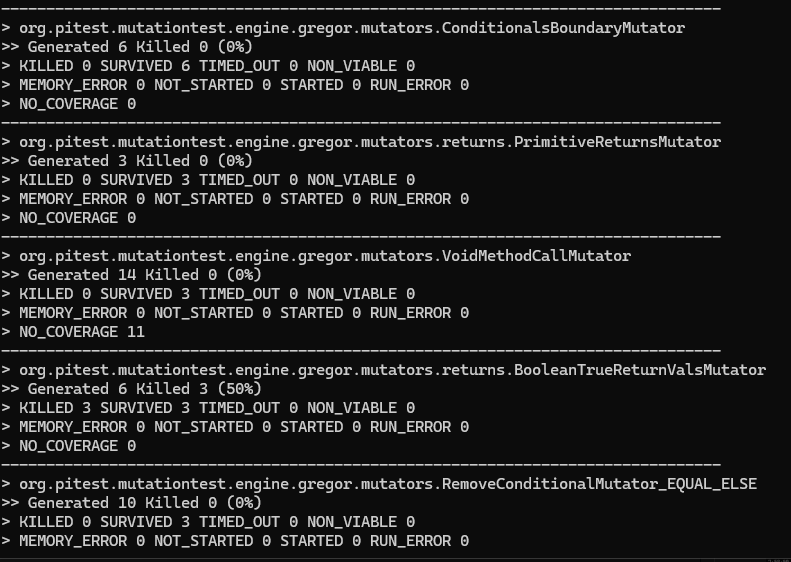 --------------------------------------------------------------------------------
> org.pitest.mutationtest.engine.gregor.mutators.ConditionalsBoundaryMutator
>> Generated 6 Killed 0 (0%)
> KILLED 0 SURVIVED 6 TIMED_OUT 0 NON_VIABLE 0
> MEMORY_ERROR 0 NOT_STARTED 0 STARTED 0 RUN_ERROR 0
> NO_COVERAGE 0
--------------------------------------------------------------------------------
> org.pitest.mutationtest.engine.gregor.mutators.returns.PrimitiveReturnsMutator
>> Generated 3 Killed 0 (0%)
> KILLED 0 SURVIVED 3 TIMED_OUT 0 NON_VIABLE 0
> MEMORY_ERROR 0 NOT_STARTED 0 STARTED 0 RUN_ERROR 0
> NO_COVERAGE 0
--------------------------------------------------------------------------------
> org.pitest.mutationtest.engine.gregor.mutators.VoidMethodCallMutator
>> Generated 14 Killed 0 (0%)
> KILLED 0 SURVIVED 3 TIMED_OUT 0 NON_VIABLE 0
> MEMORY_ERROR 0 NOT_STARTED 0 STARTED 0 RUN_ERROR 0
> NO_COVERAGE 11
--------------------------------------------------------------------------------
> org.pitest.mutationtest.engine.gregor.mutators.returns.BooleanTrueReturnValsMutator
>> Generated 6 Killed 3 (50%)
> KILLED 3 SURVIVED 3 TIMED_OUT 0 NON_VIABLE 0
> MEMORY_ERROR 0 NOT_STARTED 0 STARTED 0 RUN_ERROR 0
> NO_COVERAGE 0
--------------------------------------------------------------------------------
> org.pitest.mutationtest.engine.gregor.mutators.RemoveConditionalMutator_EQUAL_ELSE
>> Generated 10 Killed 0 (0%)
> KILLED 0 SURVIVED 3 TIMED_OUT 0 NON_VIABLE 0
> MEMORY_ERROR 0 NOT_STARTED 0 STARTED 0 RUN_ERROR 0